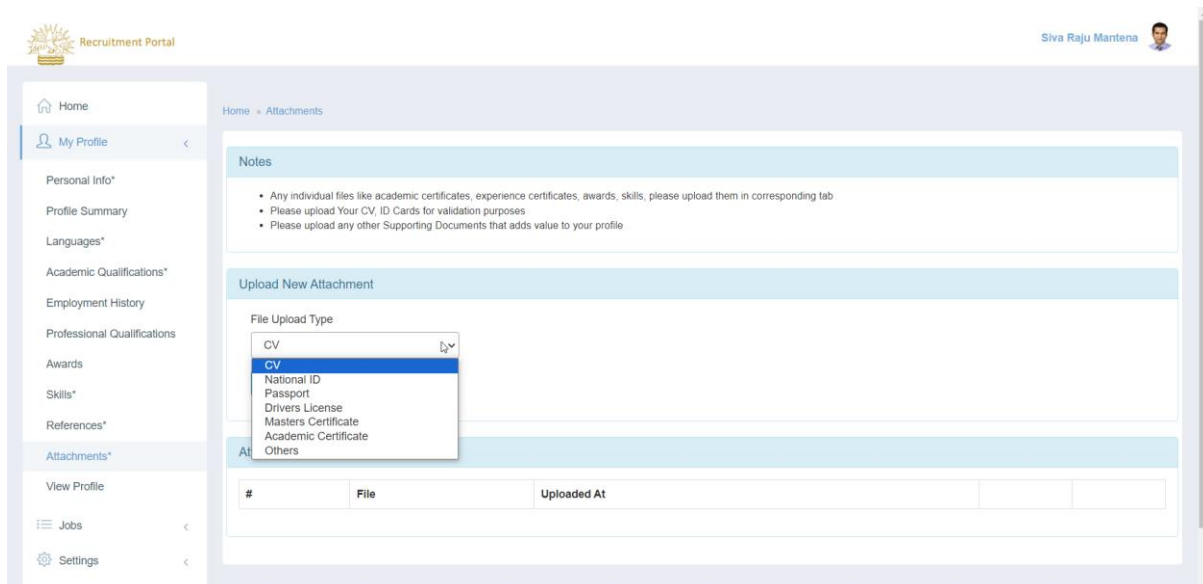 Recruitment Portal
Siva Raju Mantena
Home
My Profile
Personal Info*
Profile Summary
Languages*
Academic Qualifications*
Employment History
Professional Qualifications
Awards
Skills*
References*
Attachments*
View Profile
Jobs
Settings
Home » Attachments
Notes
Any individual files like academic certificates, experience certificates, awards, skills, please upload them in corresponding tab
Please upload Your CV, ID Cards for validation purposes
Please upload any other Supporting Documents that adds value to your profile
Upload New Attachment
File Upload Type
CV
CV
National ID
Passport
Drivers License
Masters Certificate
Academic Certificate
Others
# File Uploaded At